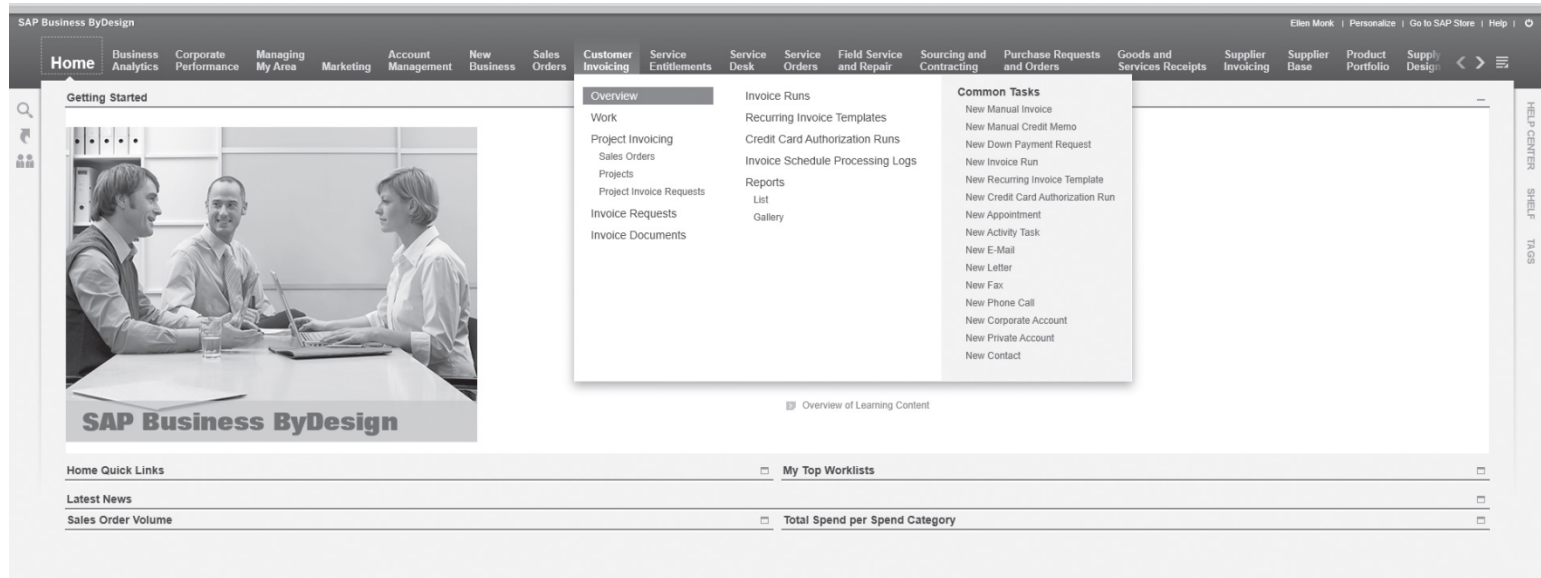 SAP Business ByDesign
Ellen Monk | Personalize | Go to SAP Store | Help |
Home
Business Analytics
Corporate Performance
Managing My Area
Marketing
Account Management
New Business
Sales Orders
Customer Invoicing
Service Entitlements
Service Desk
Service Orders
Field Service and Repair
Sourcing and Contracting
Purchase Requests and Orders
Goods and Services Receipts
Supplier Invoicing
Supplier Base
Product Portfolio
Supply Design
Getting Started
Overview
Work
Project Invoicing
Sales Orders
Projects
Project Invoice Requests
Invoice Requests
Invoice Documents
Invoice Runs
Recurring Invoice Templates
Credit Card Authorization Runs
Invoice Schedule Processing Logs
Reports
List
Gallery
Common Tasks
New Manual Invoice
New Manual Credit Memo
New Down Payment Request
New Invoice Run
New Recurring Invoice Template
New Credit Card Authorization Run
New Appointment
New Activity Task
New E-Mail
New Letter
New Fax
New Phone Call
New Corporate Account
New Private Account
New Contact
HELP CENTER
SHELF
TAGS
SAP Business ByDesign
Overview of Learning Content
Home Quick Links
My Top Worklists
Latest News
Sales Order Volume
Total Spend per Spend Category